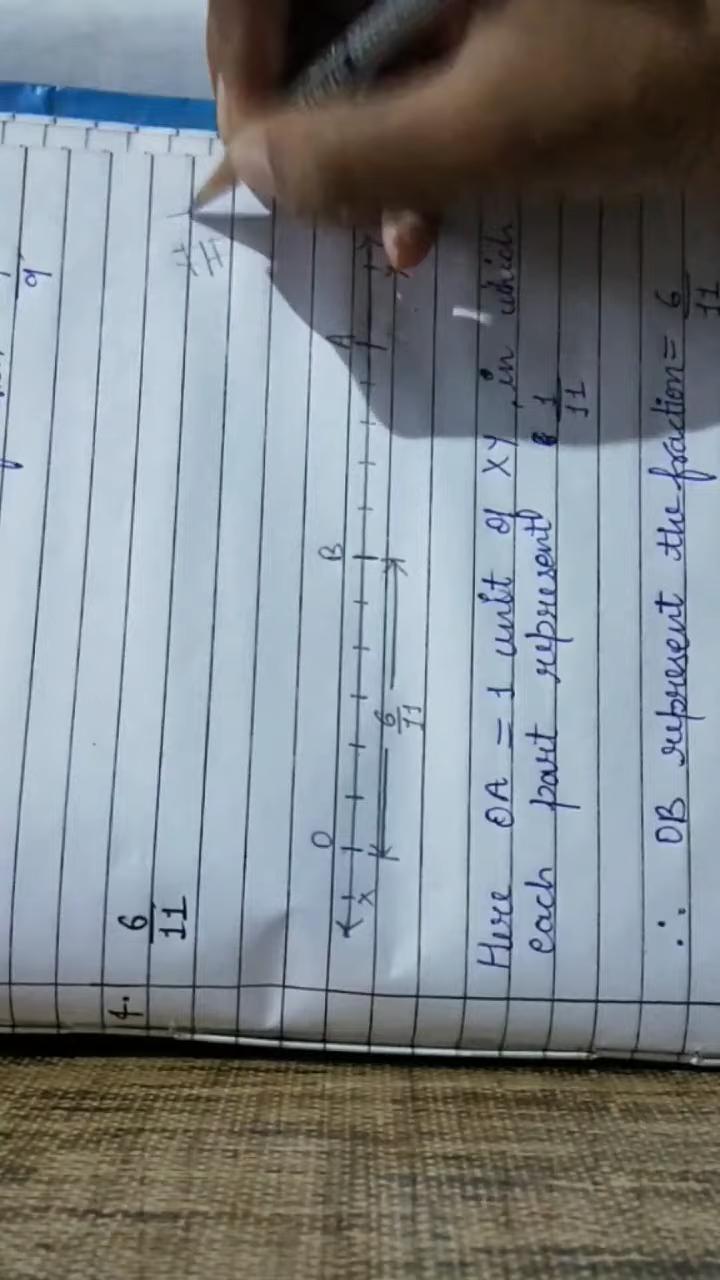 9
4. 6/11
O B A
X
6/11
Here OA = 1 unit of XY, in which
each part represent 1/11
∴ OB represent the fraction = 6/11